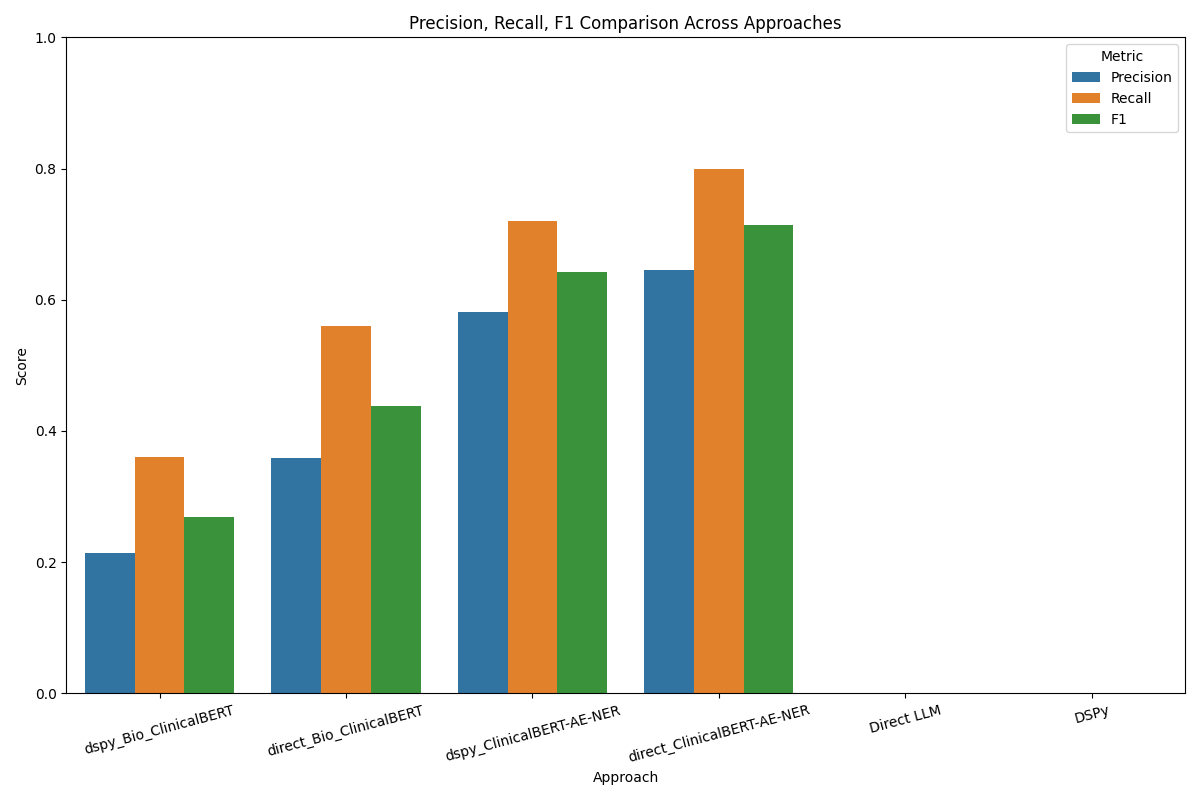 Precision, Recall, F1 Comparison Across Approaches
Metric
Precision
Recall
F1
Score
1.0
0.8
0.6
0.4
0.2
0.0
dspy_Bio_ClinicalBERT
direct_Bio_ClinicalBERT
dspy_ClinicalBERT-AE-NER
direct_ClinicalBERT-AE-NER
Direct LLM
DSPy
Approach